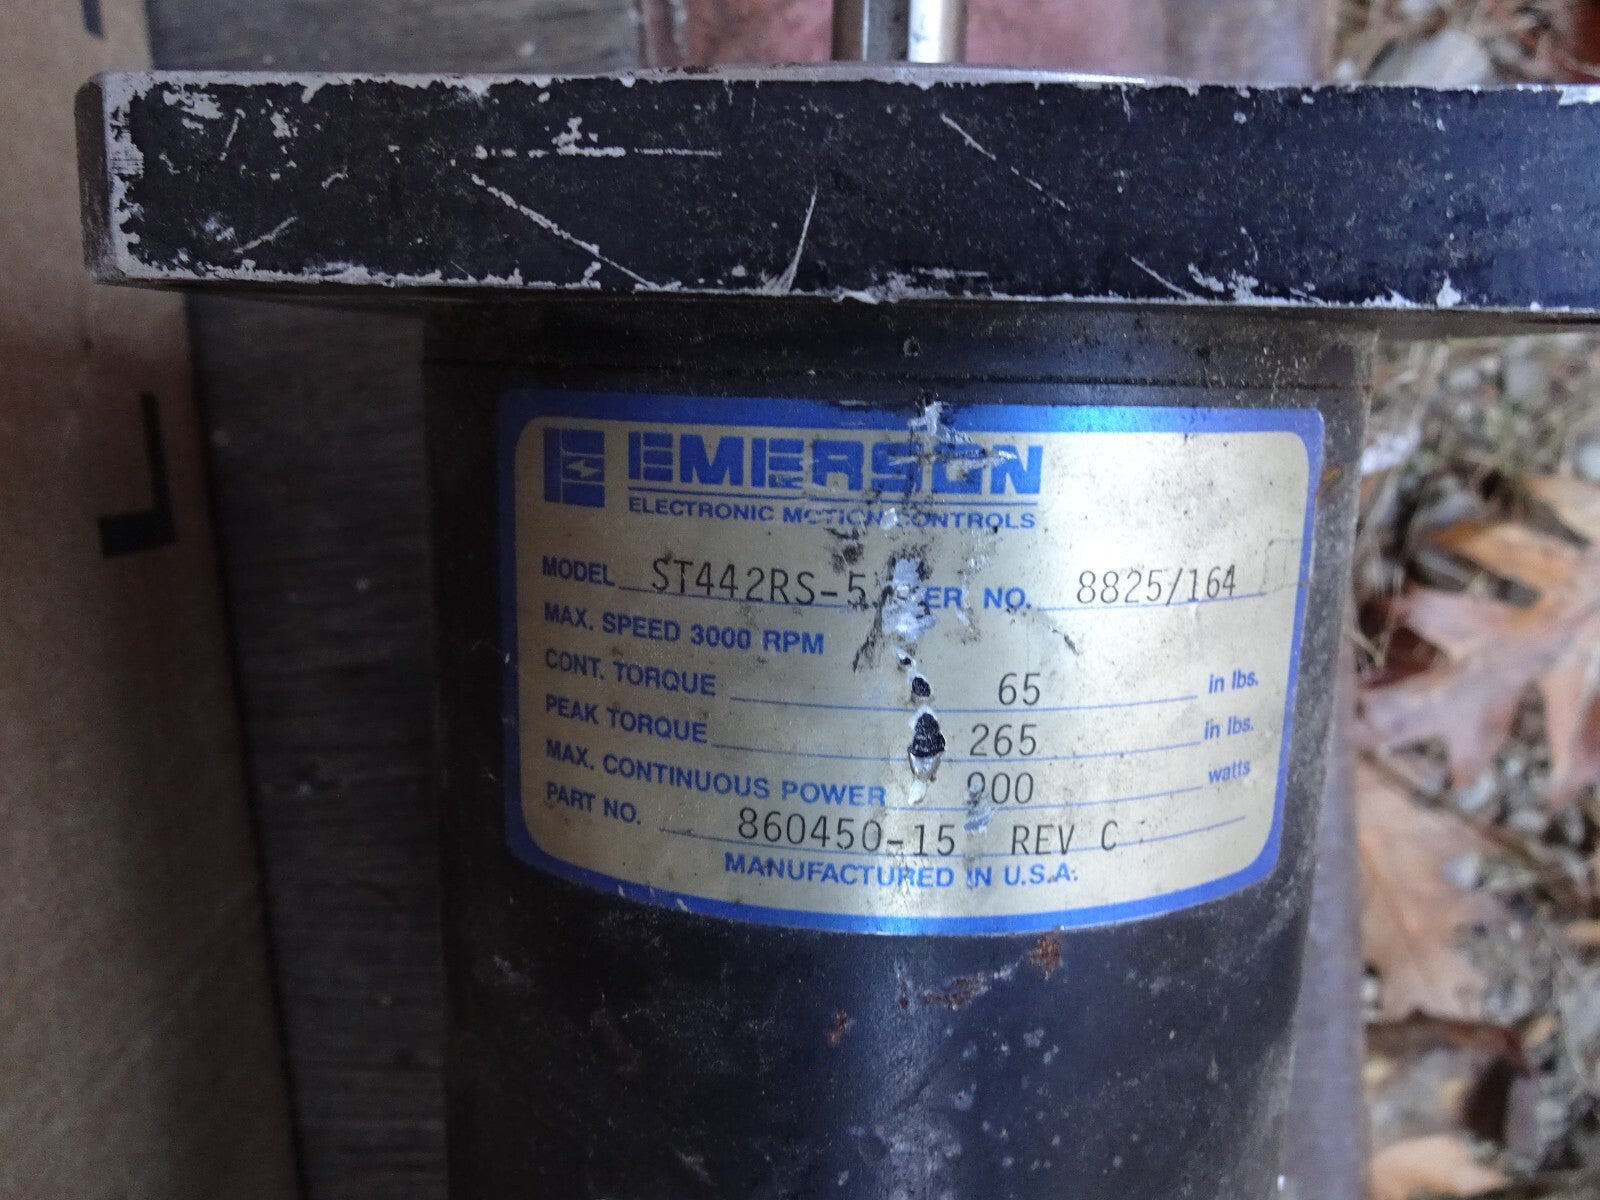 EMERSON
ELECTRONIC MOTION CONTROLS
MODEL ST442RS-5 SER NO. 8825/164
MAX. SPEED 3000 RPM
CONT. TORQUE 65 in lbs.
PEAK TORQUE 265 in lbs.
MAX. CONTINUOUS POWER 900 watts
PART NO. 860450-15 REV C
MANUFACTURED IN U.S.A.